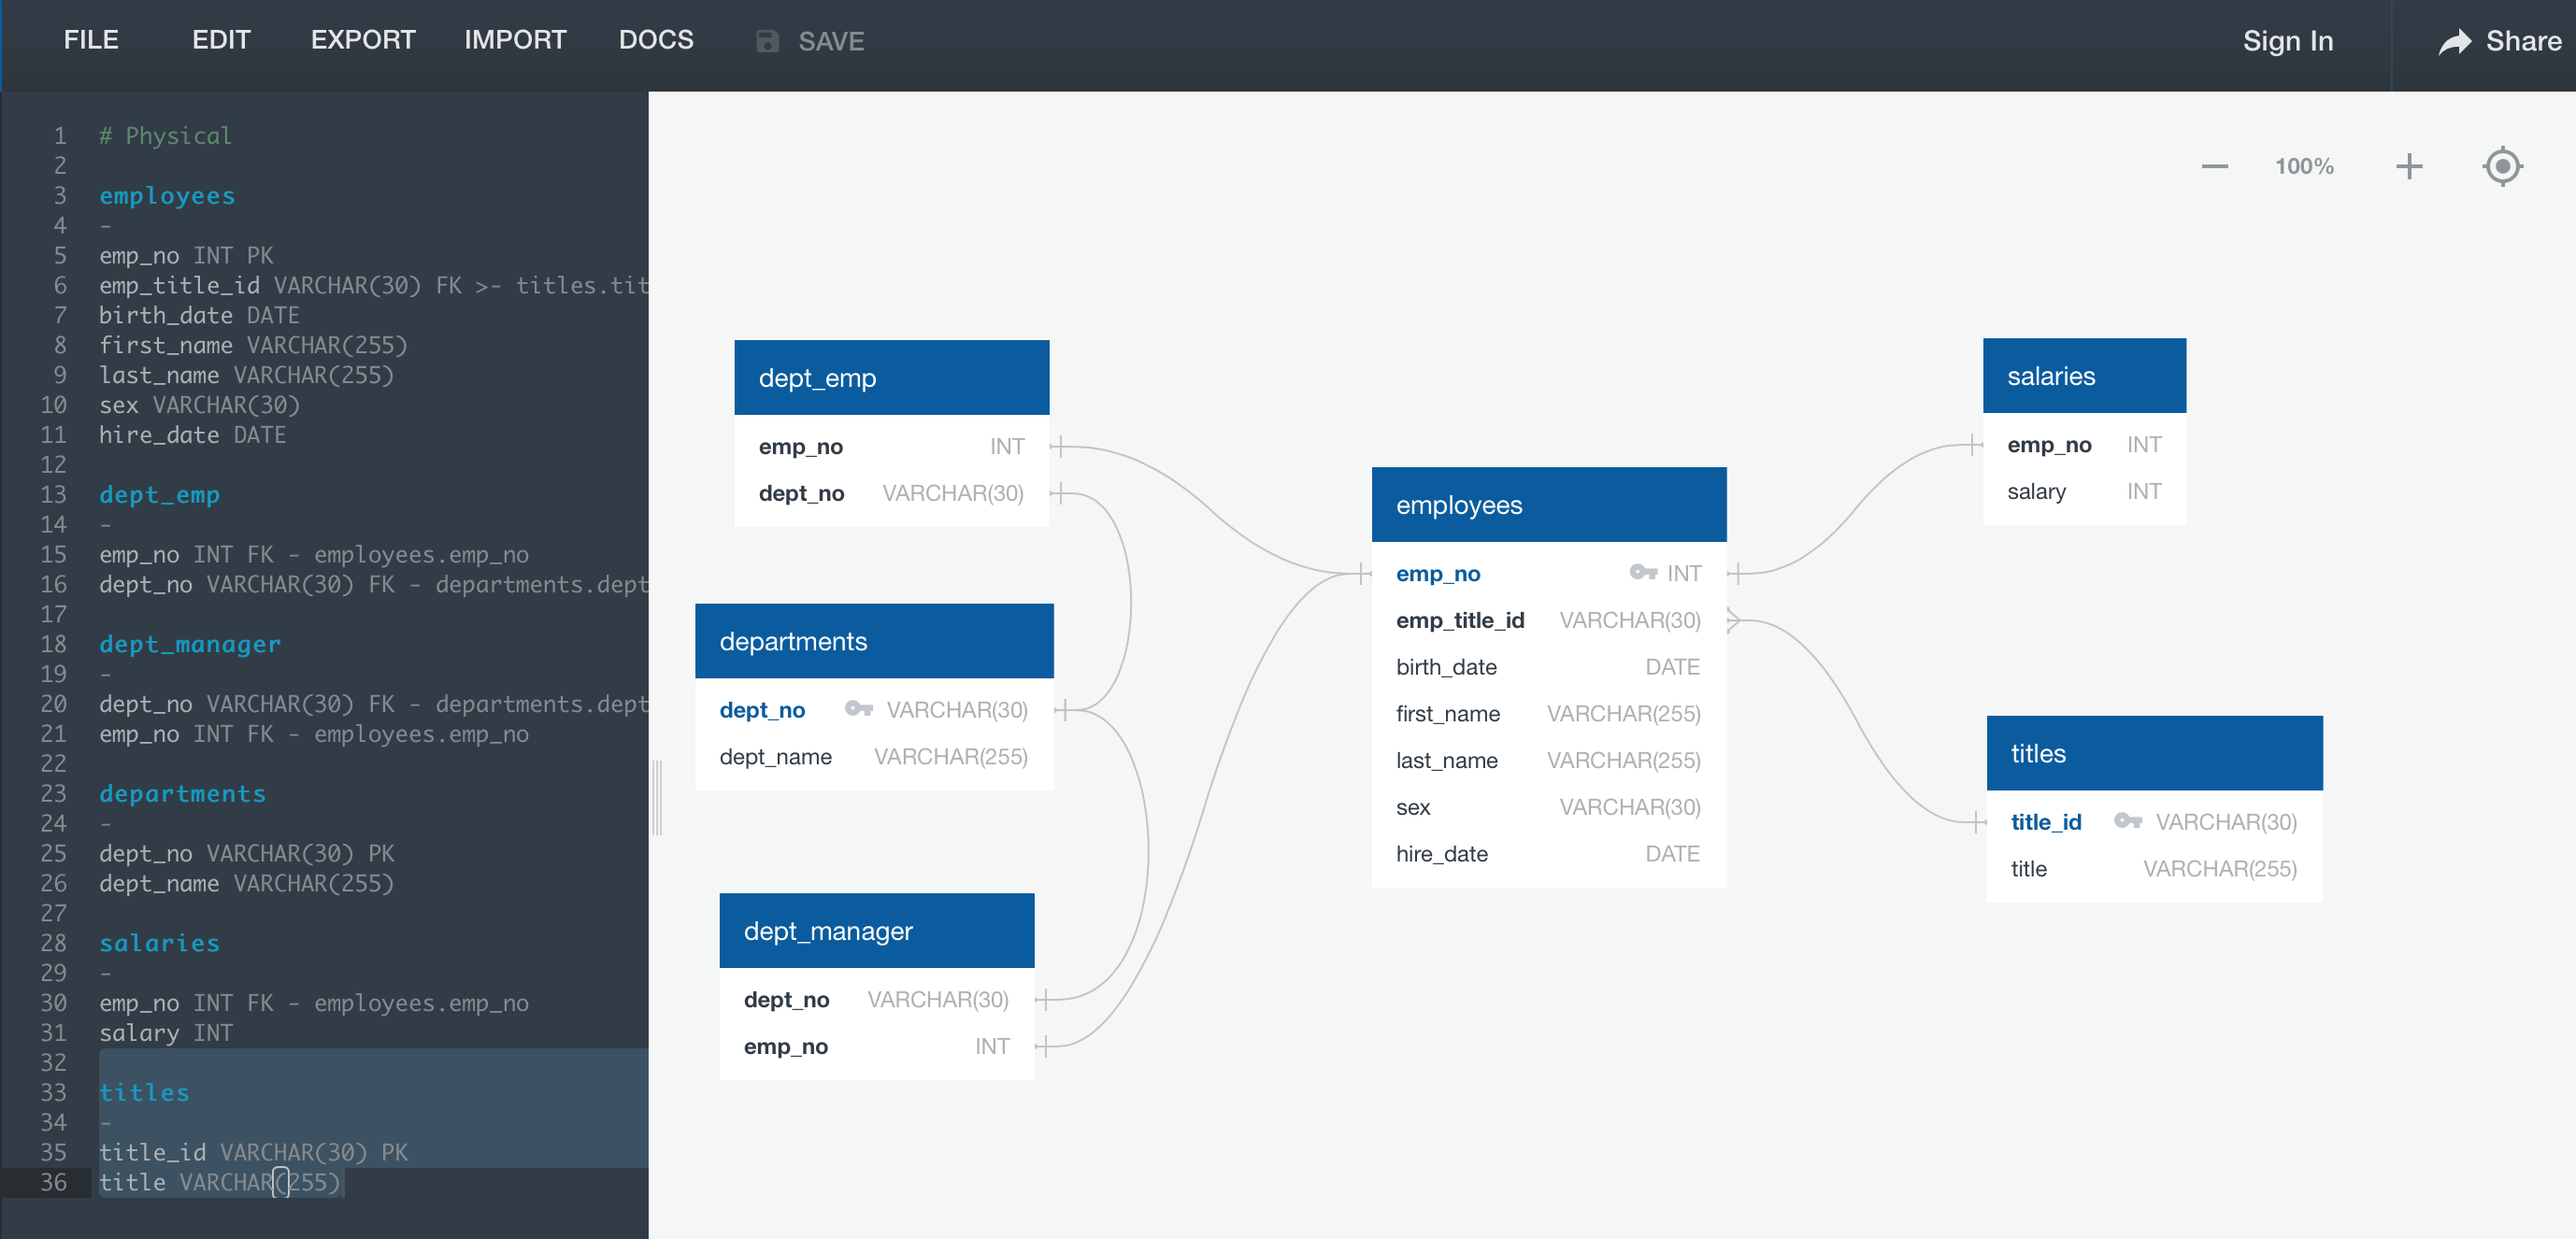 FILE EDIT EXPORT IMPORT DOCS SAVE Sign In Share
1 # Physical
2
3 employees
4 -
5 emp_no INT PK
6 emp_title_id VARCHAR(30) FK >- titles.tit
7 birth_date DATE
8 first_name VARCHAR(255)
9 last_name VARCHAR(255)
10 sex VARCHAR(30)
11 hire_date DATE
12
13 dept_emp
14 -
15 emp_no INT FK - employees.emp_no
16 dept_no VARCHAR(30) FK - departments.dept
17
18 dept_manager
19 -
20 dept_no VARCHAR(30) FK - departments.dept
21 emp_no INT FK - employees.emp_no
22
23 departments
24 -
25 dept_no VARCHAR(30) PK
26 dept_name VARCHAR(255)
27
28 salaries
29 -
30 emp_no INT FK - employees.emp_no
31 salary INT
32
33 titles
34 -
35 title_id VARCHAR(30) PK
36 title VARCHAR(255)
100%
dept_emp
emp_no INT
dept_no VARCHAR(30)
departments
dept_no VARCHAR(30)
dept_name VARCHAR(255)
dept_manager
dept_no VARCHAR(30)
emp_no INT
employees
emp_no INT
emp_title_id VARCHAR(30)
birth_date DATE
first_name VARCHAR(255)
last_name VARCHAR(255)
sex VARCHAR(30)
hire_date DATE
salaries
emp_no INT
salary INT
titles
title_id VARCHAR(30)
title VARCHAR(255)